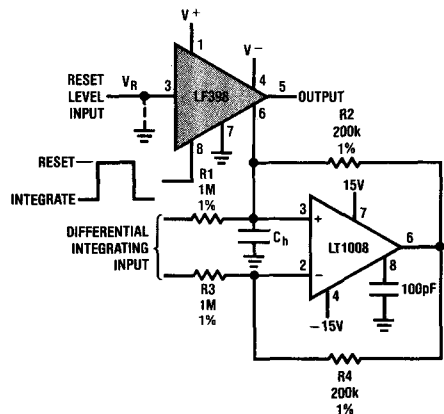 V+
1
V−
RESET
LEVEL
INPUT
VR
3
LF398
4
5
OUTPUT
6
8
7
R2
200k
1%
RESET
INTEGRATE
R1
1M
1%
15V
DIFFERENTIAL
INTEGRATING
INPUT
Ch
3
+
7
LT1008
6
2
−
8
R3
1M
1%
4
−15V
100pF
R4
200k
1%